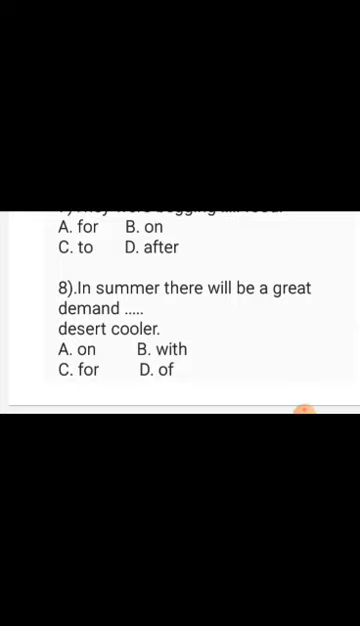 A. for B. on
C. to D. after
8).In summer there will be a great
demand .....
desert cooler.
A. on B. with
C. for D. of